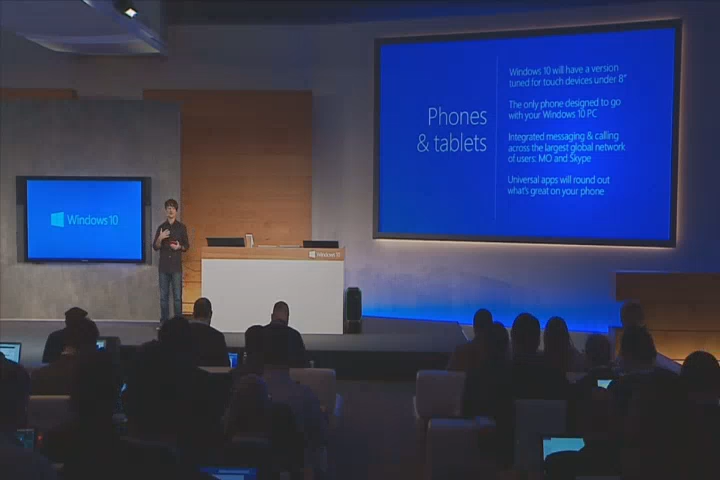 Windows 10
Phones
& tablets
Windows 10 will have a version
tuned for touch devices under 8"
The only phone designed to go
with your Windows 10 PC
Integrated messaging & calling
across the largest global network
of users: MO and Skype
Universal apps will round out
what's great on your phone
Windows 10